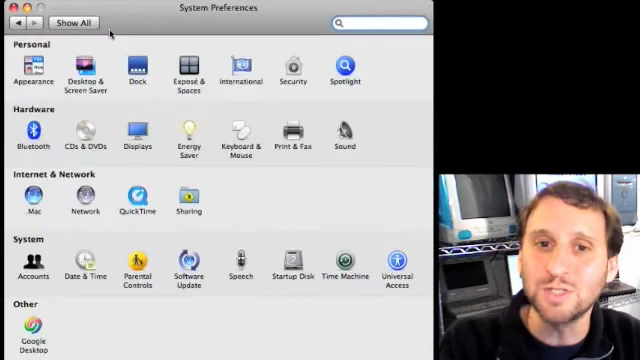 System Preferences
Show All
Personal
Appearance
Desktop &
Screen Saver
Dock
Exposé &
Spaces
International
Security
Spotlight
Hardware
Bluetooth
CDs & DVDs
Displays
Energy
Saver
Keyboard &
Mouse
Print & Fax
Sound
Internet & Network
.Mac
Network
QuickTime
Sharing
System
Accounts
Date & Time
Parental
Controls
Software
Update
Speech
Startup Disk
Time Machine
Universal
Access
Other
Google
Desktop